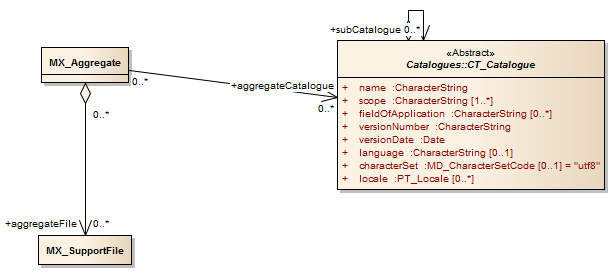 +subCatalogue 0..*
MX_Aggregate
0..*
+aggregateCatalogue
0..*
«Abstract»
Catalogues::CT_Catalogue
+ name :CharacterString
+ scope :CharacterString [1..*]
+ fieldOfApplication :CharacterString [0..*]
+ versionNumber :CharacterString
+ versionDate :Date
+ language :CharacterString [0..1]
+ characterSet :MD_CharacterSetCode [0..1] = "utf8"
+ locale :PT_Locale [0..*]
0..*
+aggregateFile 0..*
MX_SupportFile